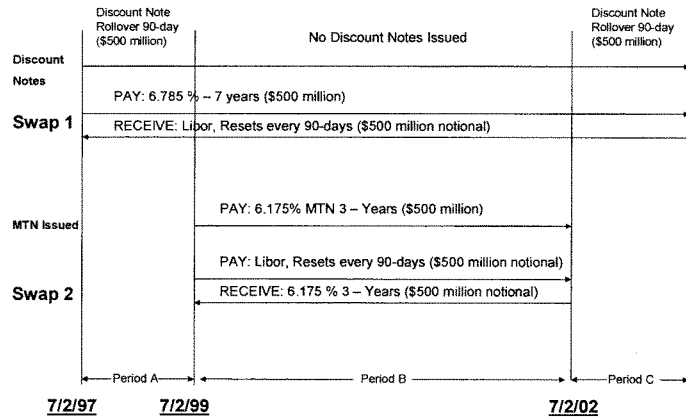 Discount Note
Rollover 90-day
($500 million)
No Discount Notes Issued
Discount Note
Rollover 90-day
($500 million)
Discount
Notes
PAY: 6.785 % – 7 years ($500 million)
Swap 1
RECEIVE: Libor, Resets every 90-days ($500 million notional)
PAY: 6.175% MTN 3 – Years ($500 million)
MTN Issued
PAY: Libor, Resets every 90-days ($500 million notional)
Swap 2
RECEIVE: 6.175 % 3 – Years ($500 million notional)
Period A
Period B
Period C
7/2/97
7/2/99
7/2/02